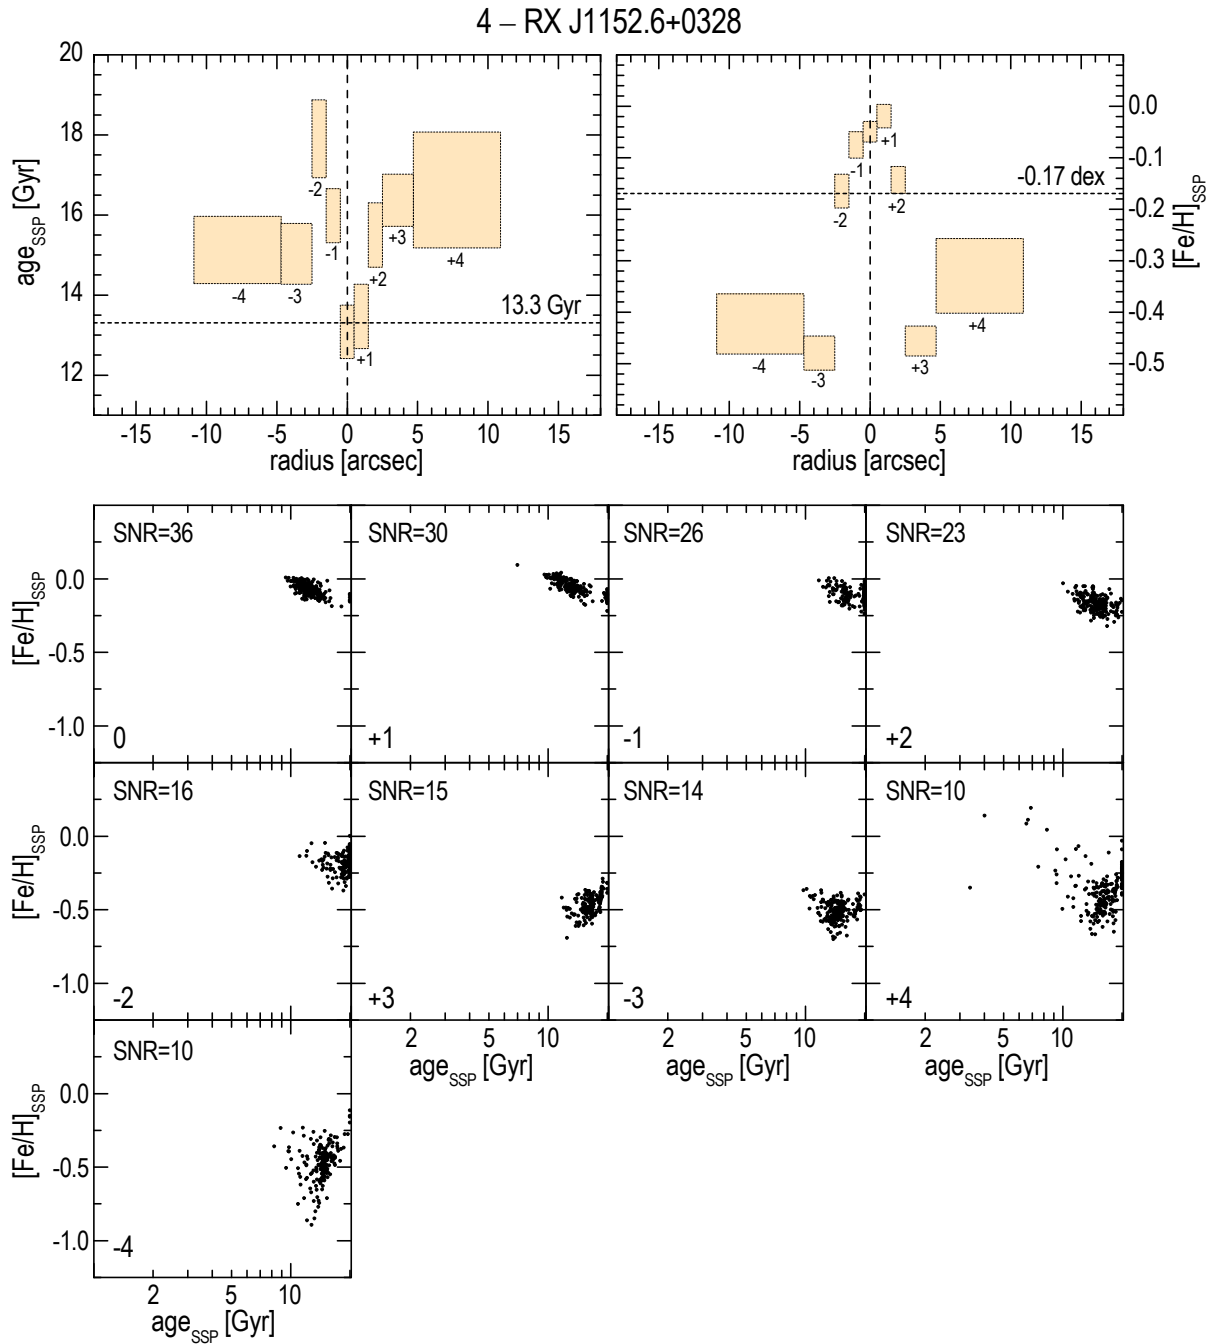 4 – RX J1152.6+0328
20
18
16
14
12
age_SSP [Gyr]
-4
-3
-2
-1
+1
+2
+3
+4
13.3 Gyr
-15 -10 -5 0 5 10 15
radius [arcsec]
0.0
-0.1
-0.2
-0.3
-0.4
-0.5
[Fe/H]_SSP
-4
-3
-2
-1
+1
+2
+3
+4
-0.17 dex
-15 -10 -5 0 5 10 15
radius [arcsec]
SNR=36 SNR=30 SNR=26 SNR=23
0.0
-0.5
-1.0
[Fe/H]_SSP
0 +1 -1 +2
SNR=16 SNR=15 SNR=14 SNR=10
0.0
-0.5
-1.0
[Fe/H]_SSP
-2 +3 -3 +4
2 5 10 2 5 10 2 5 10
age_SSP [Gyr] age_SSP [Gyr] age_SSP [Gyr]
SNR=10
0.0
-0.5
-1.0
[Fe/H]_SSP
-4
2 5 10
age_SSP [Gyr]